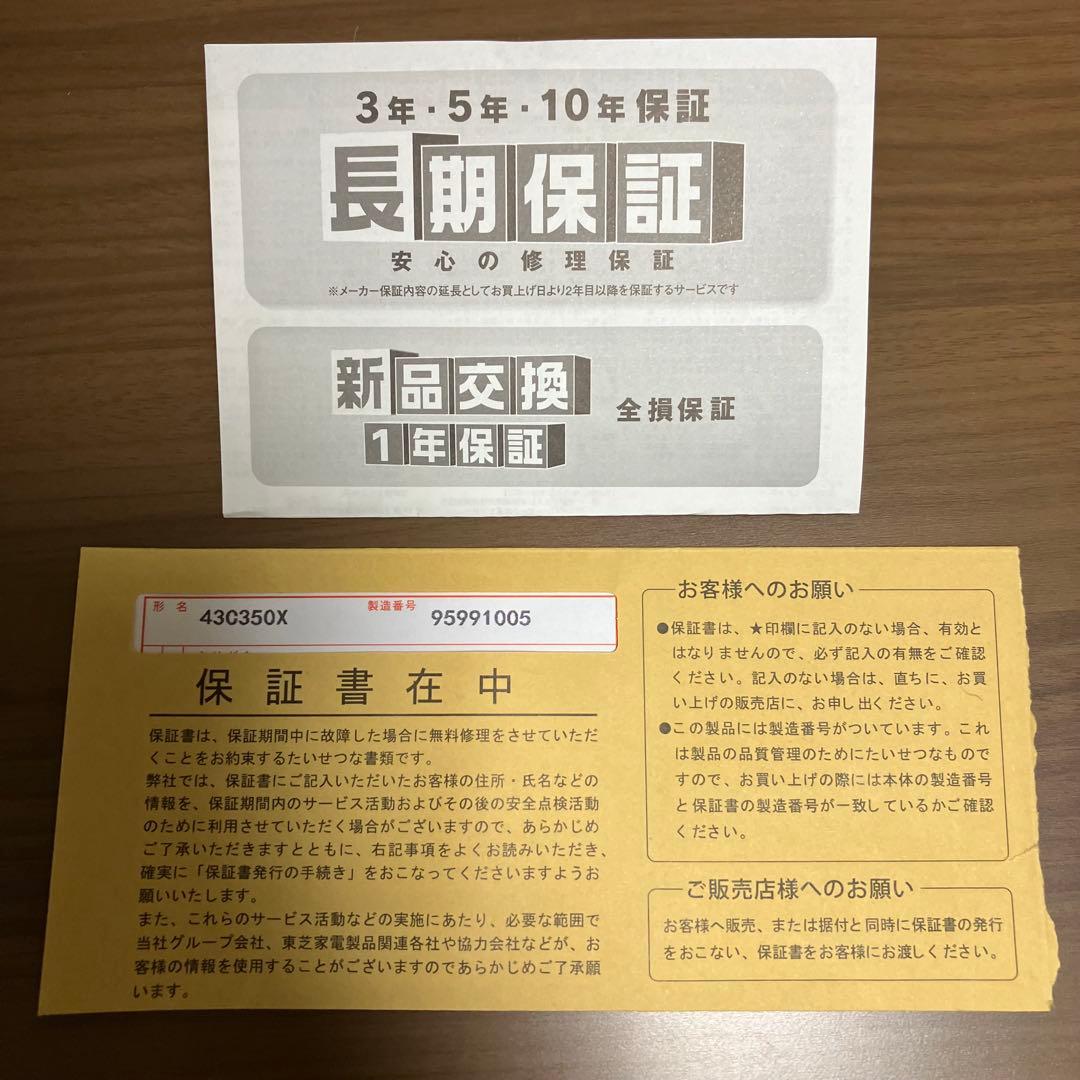 3年・5年・10年 保証
長期保証
安心の修理保証
※メーカー保証内容の延長としてお買上げ日より2年目以降を保証するサービスです
新品交換
1年保証
全損保証
形名 43C350X 製造番号 95991005
保証書在中
保証書は、保証期間中に故障した場合に無料修理をさせていただ
くことをお約束するたいせつな書類です。
弊社では、保証書にご記入いただいたお客様の住所・氏名などの
情報を、保証期間内のサービス活動およびその後の安全点検活動
のために利用させていただく場合がございますので、あらかじめ
ご了承いただきますとともに、右記事項をよくお読みいただき、
確実に「保証書発行の手続き」をおこなってくださいますようお
願いいたします。
また、これらのサービス活動などの実施にあたり、必要な範囲で
当社グループ会社、東芝家電製品関連各社や協力会社などが、お
客様の情報を使用することがございますのであらかじめご了承願
います。
お客様へのお願い
●保証書は、★印欄に記入のない場合、有効と
はなりませんので、必ず記入の有無をご確認
ください。記入のない場合は、直ちに、お買
い上げの販売店に、お申し出ください。
●この製品には製造番号がついています。これ
は製品の品質管理のためにたいせつなもので
すので、お買い上げの際には本体の製造番号
と保証書の製造番号が一致しているかご確認
ください。
ご販売店様へのお願い
お客様へ販売、または据付と同時に保証書の発行
をおこない、保証書をお客様にお渡しください。